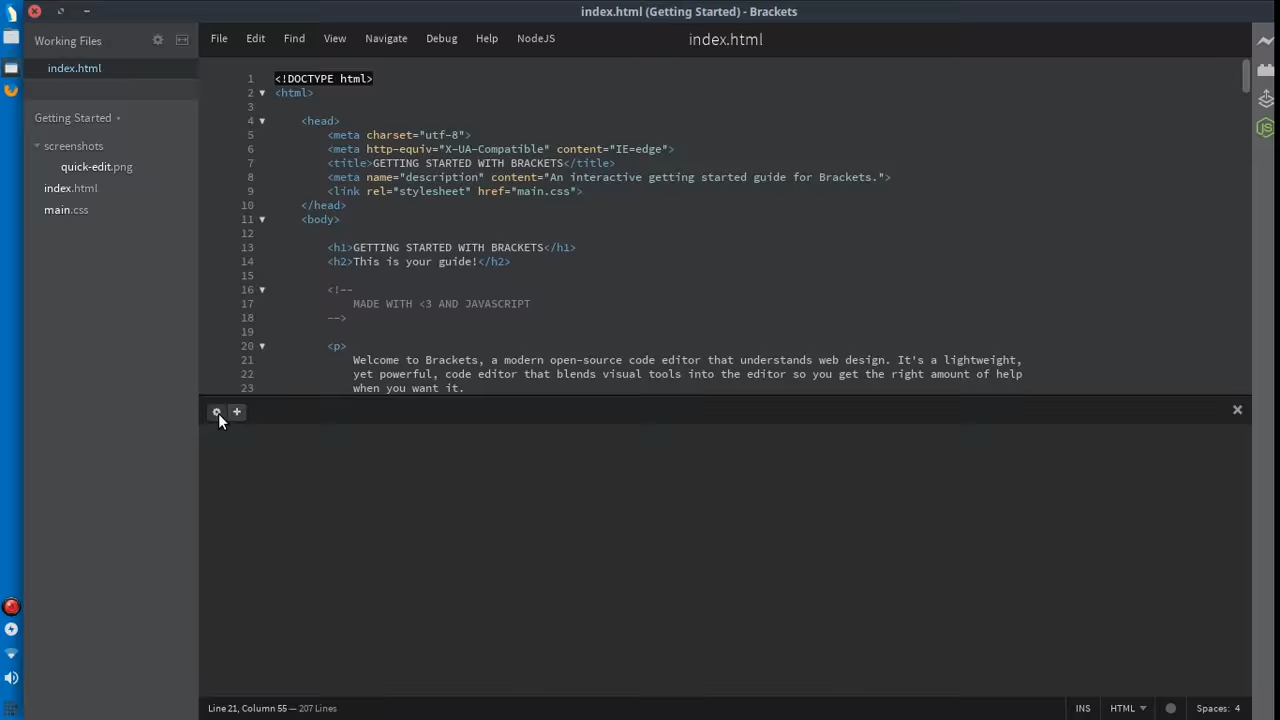 index.html (Getting Started) - Brackets
Working Files
index.html
Getting Started
screenshots
quick-edit.png
index.html
main.css
File Edit Find View Navigate Debug Help NodeJS
index.html
1 <!DOCTYPE html>
2 <html>
3
4 <head>
5 <meta charset="utf-8">
6 <meta http-equiv="X-UA-Compatible" content="IE=edge">
7 <title>GETTING STARTED WITH BRACKETS</title>
8 <meta name="description" content="An interactive getting started guide for Brackets.">
9 <link rel="stylesheet" href="main.css">
10 </head>
11 <body>
12
13 <h1>GETTING STARTED WITH BRACKETS</h1>
14 <h2>This is your guide!</h2>
15
16 <!--
17 MADE WITH <3 AND JAVASCRIPT
18 -->
19
20 <p>
21 Welcome to Brackets, a modern open-source code editor that understands web design. It's a lightweight,
22 yet powerful, code editor that blends visual tools into the editor so you get the right amount of help
23 when you want it.
Line 21, Column 55 — 207 Lines
INS HTML Spaces: 4